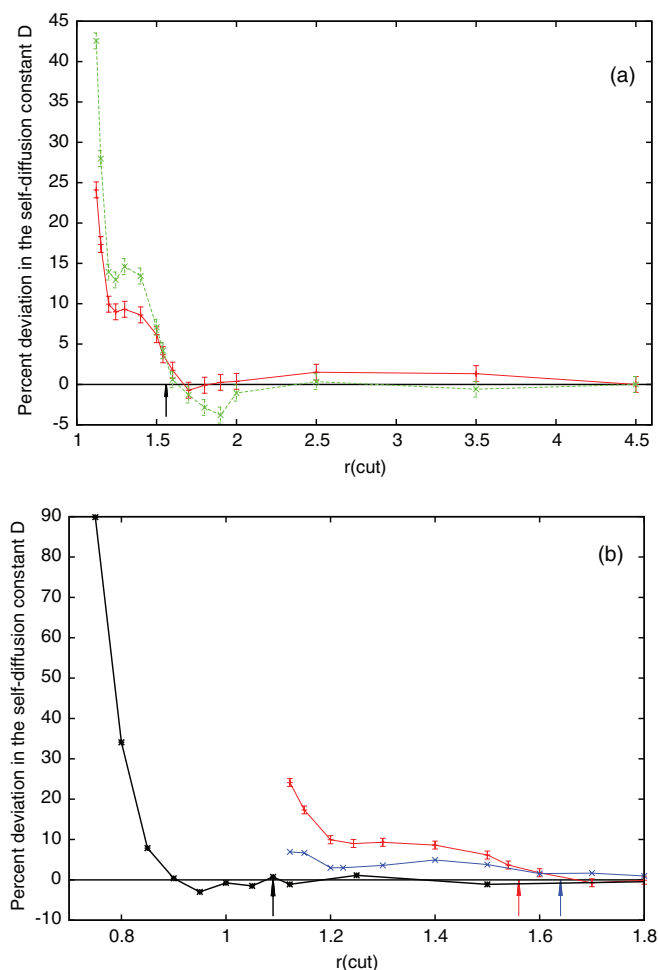 45
40
35
30
25
20
15
10
5
0
-5
Percent deviation in the self-diffusion constant D
(a)
1 1.5 2 2.5 3 3.5 4 4.5
r(cut)
90
80
70
60
50
40
30
20
10
0
-10
Percent deviation in the self-diffusion constant D
(b)
0.8 1 1.2 1.4 1.6 1.8
r(cut)